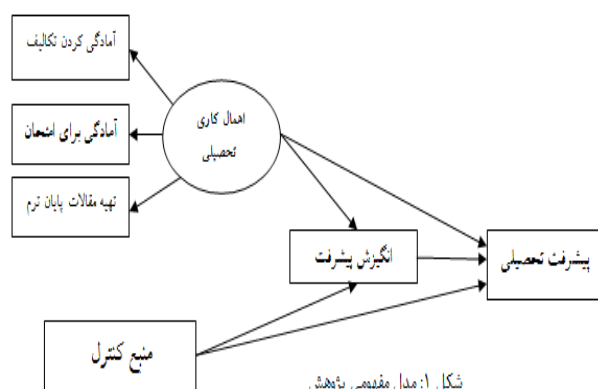 آمادگی کردن تکالیف
اهمال کاری
تحصیلی
آمادگی برای امتحان
تهیه مقالات پایان ترم
انگیزش پیشرفت
پیشرفت تحصیلی
منبع کنترل
شکل 1: مدل مفهومی پژوهش